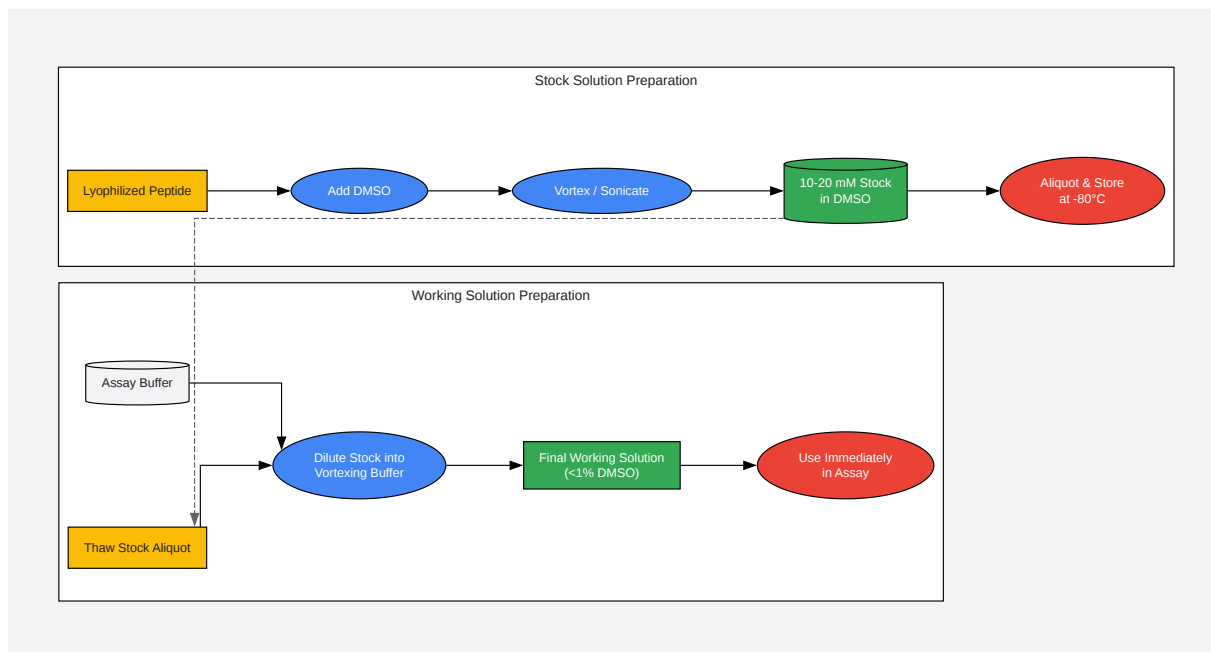 Stock Solution Preparation
Lyophilized Peptide
Add DMSO
Vortex / Sonicate
10-20 mM Stock
in DMSO
Aliquot & Store
at -80°C
Working Solution Preparation
Assay Buffer
Thaw Stock Aliquot
Dilute Stock into
Vortexing Buffer
Final Working Solution
(<1% DMSO)
Use Immediately
in Assay